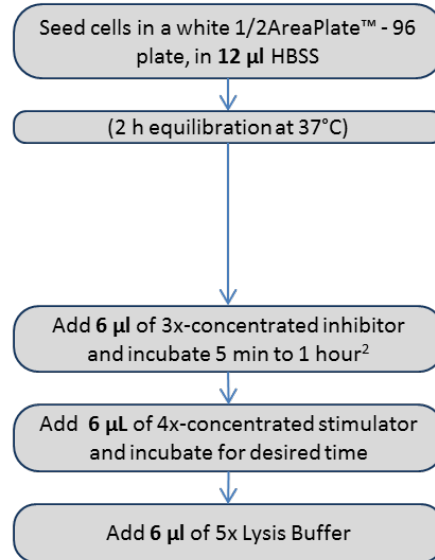 Seed cells in a white 1/2AreaPlate™ - 96
plate, in 12 µl HBSS
(2 h equilibration at 37°C)
Add 6 µl of 3x-concentrated inhibitor
and incubate 5 min to 1 hour²
Add 6 µL of 4x-concentrated stimulator
and incubate for desired time
Add 6 µl of 5x Lysis Buffer